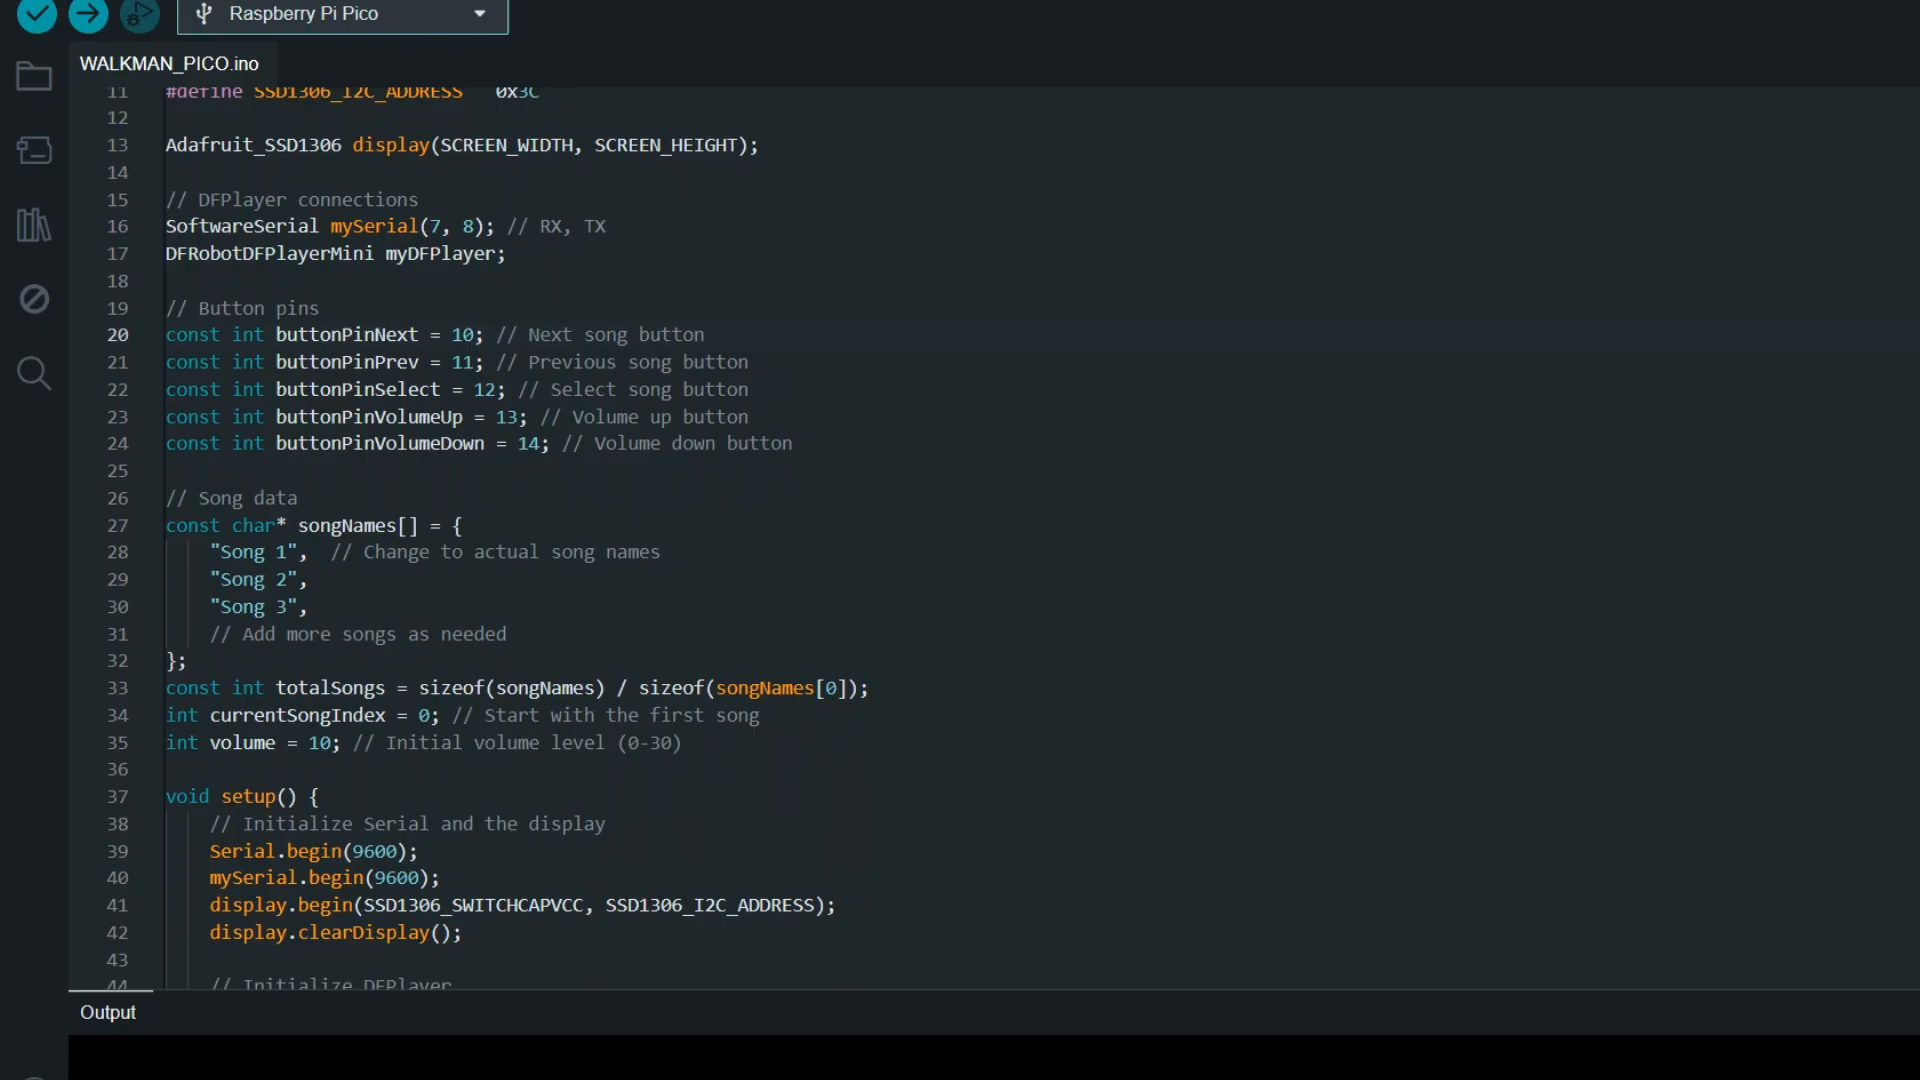 Raspberry Pi Pico
WALKMAN_PICO.ino
11 #define SSD1306_I2C_ADDRESS   0x3C
12
13 Adafruit_SSD1306 display(SCREEN_WIDTH, SCREEN_HEIGHT);
14
15 // DFPlayer connections
16 SoftwareSerial mySerial(7, 8); // RX, TX
17 DFRobotDFPlayerMini myDFPlayer;
18
19 // Button pins
20 const int buttonPinNext = 10; // Next song button
21 const int buttonPinPrev = 11; // Previous song button
22 const int buttonPinSelect = 12; // Select song button
23 const int buttonPinVolumeUp = 13; // Volume up button
24 const int buttonPinVolumeDown = 14; // Volume down button
25
26 // Song data
27 const char* songNames[] = {
28     "Song 1",  // Change to actual song names
29     "Song 2",
30     "Song 3",
31     // Add more songs as needed
32 };
33 const int totalSongs = sizeof(songNames) / sizeof(songNames[0]);
34 int currentSongIndex = 0; // Start with the first song
35 int volume = 10; // Initial volume level (0-30)
36
37 void setup() {
38     // Initialize Serial and the display
39     Serial.begin(9600);
40     mySerial.begin(9600);
41     display.begin(SSD1306_SWITCHCAPVCC, SSD1306_I2C_ADDRESS);
42     display.clearDisplay();
43
44     // Initialize DFPlayer
Output